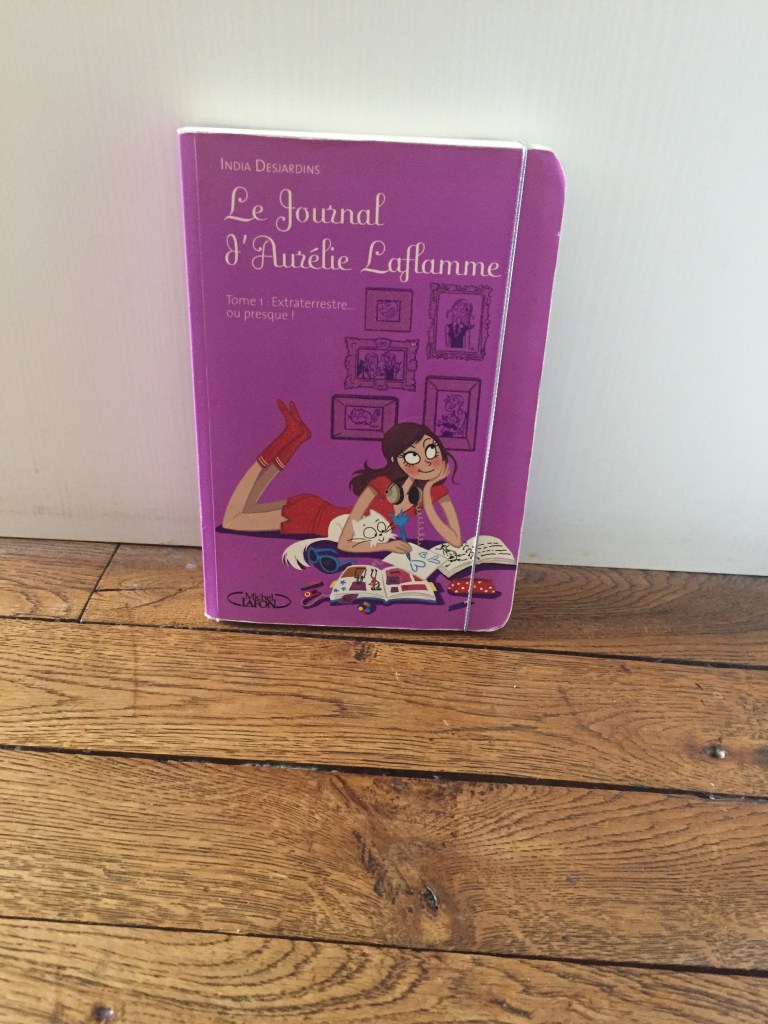 INDIA DESJARDINS
Le Journal
d'Aurélie Laflamme
Tome 1 : Extraterrestre...
ou presque !
Michel
LAFON